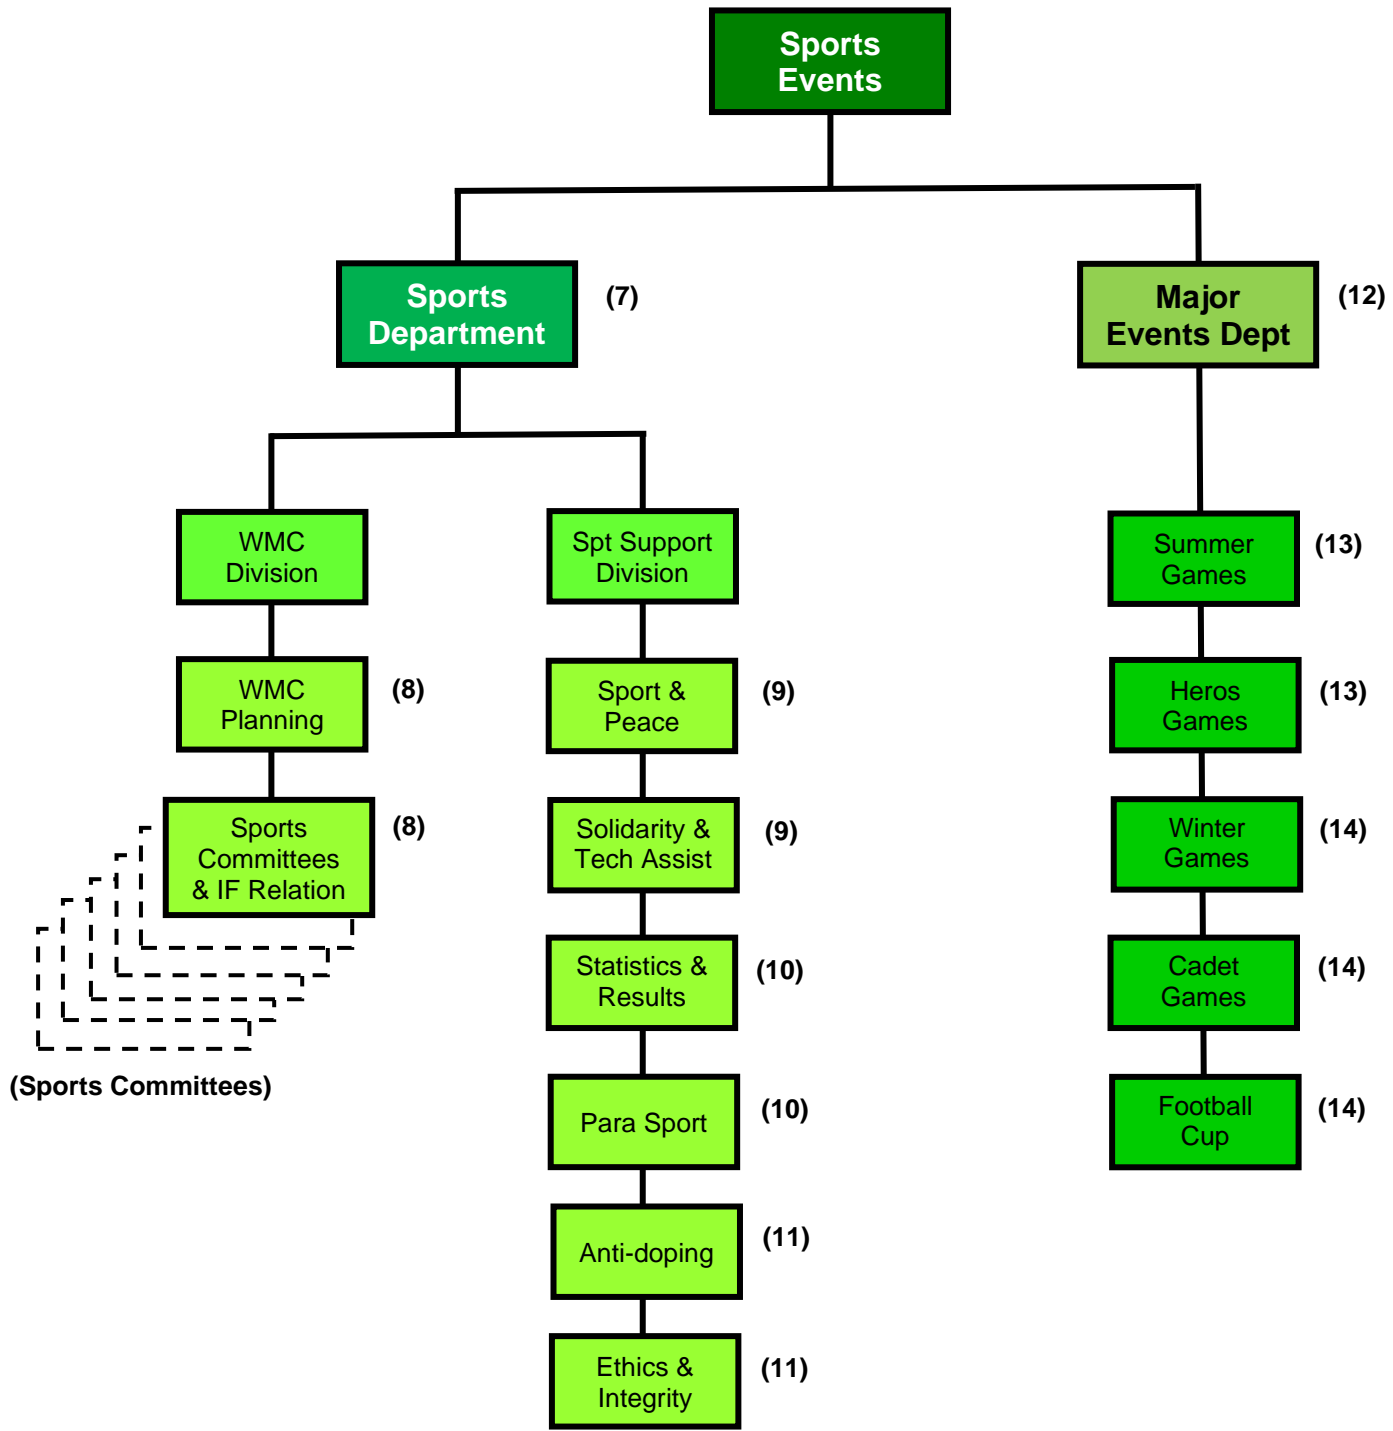 Sports
Events
Sports
Department
(7)
Major
Events Dept
(12)
WMC
Division
Spt Support
Division
Summer
Games
(13)
WMC
Planning
(8)
Sport &
Peace
(9)
Heros
Games
(13)
Sports
Committees
& IF Relation
(8)
Solidarity &
Tech Assist
(9)
Winter
Games
(14)
Statistics &
Results
(10)
Cadet
Games
(14)
(Sports Committees)
Para Sport
(10)
Football
Cup
(14)
Anti-doping
(11)
Ethics &
Integrity
(11)